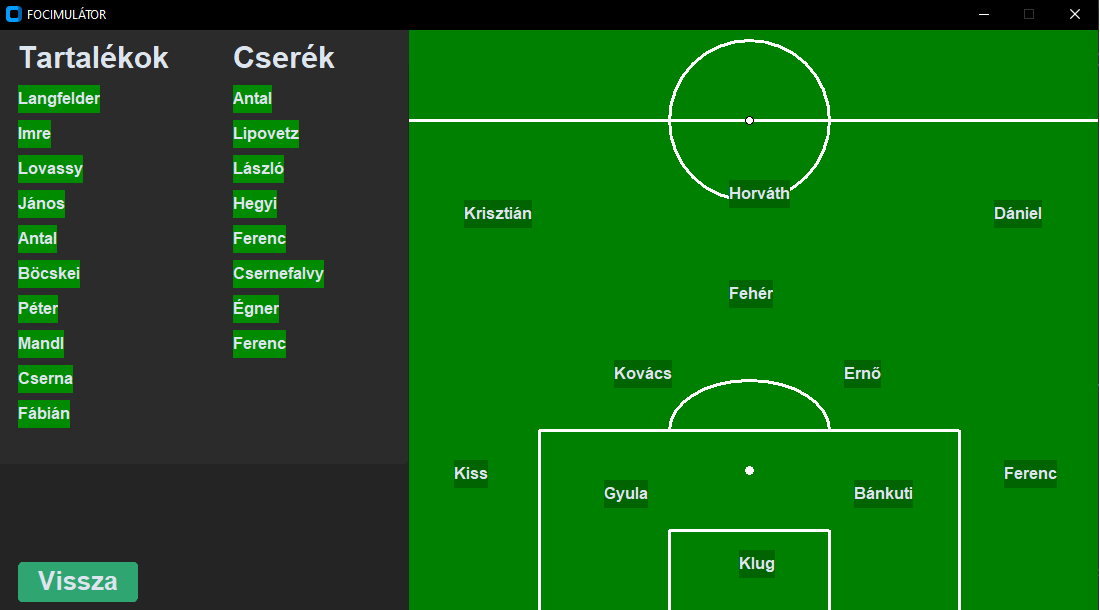 FOCIMULÁTOR
Tartalékok
Langfelder
Imre
Lovassy
János
Antal
Böcskei
Péter
Mandl
Cserna
Fábián
Cserék
Antal
Lipovetz
László
Hegyi
Ferenc
Csernefalvy
Égner
Ferenc
Vissza
Horváth
Krisztián
Dániel
Fehér
Kovács
Ernő
Kiss
Ferenc
Gyula
Bánkuti
Klug